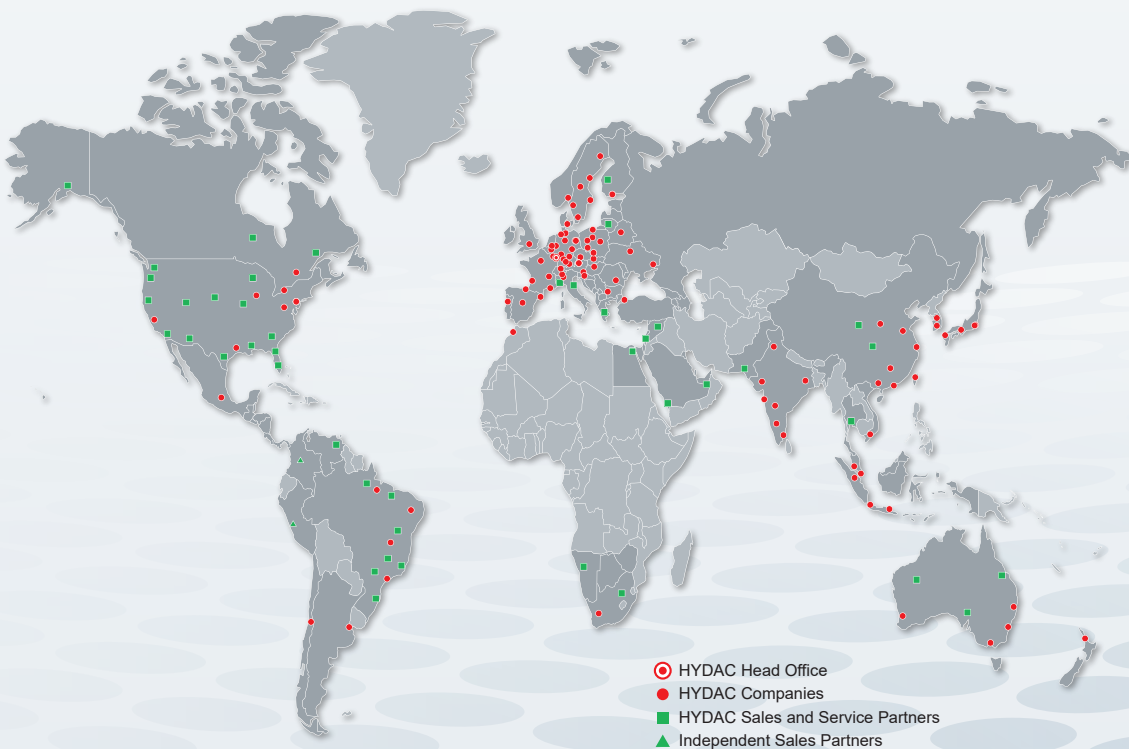 HYDAC Head Office
HYDAC Companies
HYDAC Sales and Service Partners
Independent Sales Partners